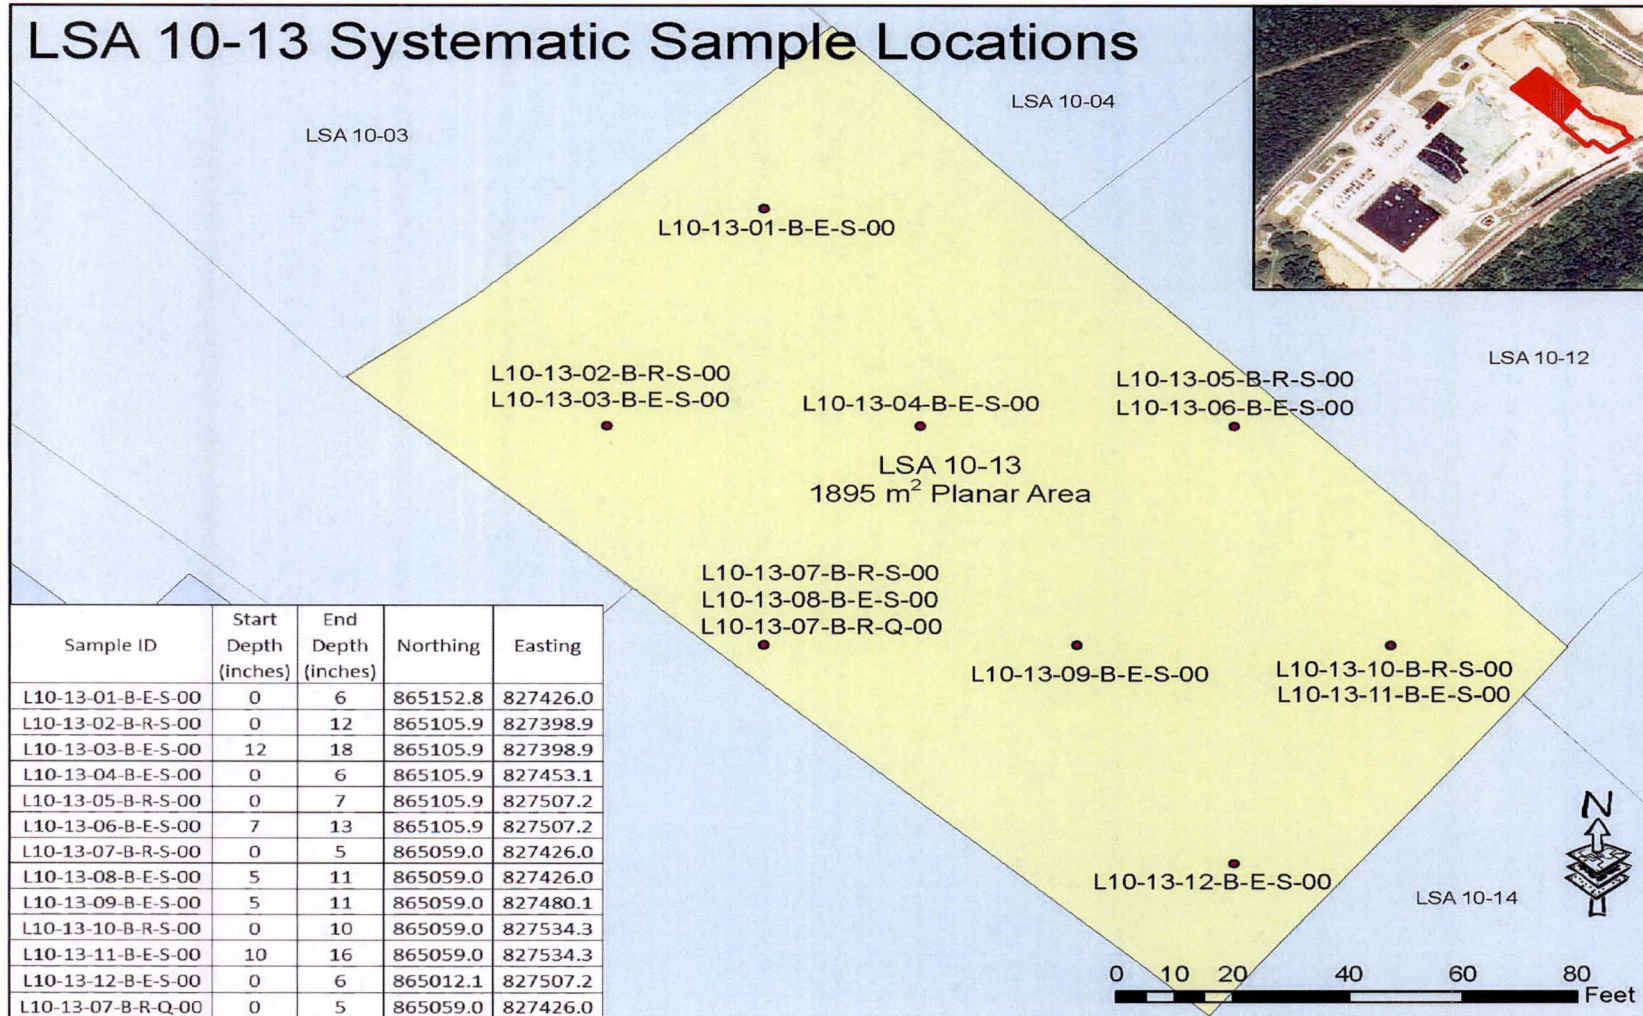 LSA 10-13 Systematic Sample Locations
LSA 10-04
LSA 10-03
L10-13-01-B-E-S-00
LSA 10-12
L10-13-02-B-R-S-00
L10-13-03-B-E-S-00
L10-13-04-B-E-S-00
L10-13-05-B-R-S-00
L10-13-06-B-E-S-00
LSA 10-13
1895 m² Planar Area
L10-13-07-B-R-S-00
L10-13-08-B-E-S-00
L10-13-07-B-R-Q-00
L10-13-09-B-E-S-00
L10-13-10-B-R-S-00
L10-13-11-B-E-S-00
L10-13-12-B-E-S-00
LSA 10-14
N
0 10 20 40 60 80
Feet
Sample ID Start Depth (inches) End Depth (inches) Northing Easting
L10-13-01-B-E-S-00 0 6 865152.8 827426.0
L10-13-02-B-R-S-00 0 12 865105.9 827398.9
L10-13-03-B-E-S-00 12 18 865105.9 827398.9
L10-13-04-B-E-S-00 0 6 865105.9 827453.1
L10-13-05-B-R-S-00 0 7 865105.9 827507.2
L10-13-06-B-E-S-00 7 13 865105.9 827507.2
L10-13-07-B-R-S-00 0 5 865059.0 827426.0
L10-13-08-B-E-S-00 5 11 865059.0 827426.0
L10-13-09-B-E-S-00 5 11 865059.0 827480.1
L10-13-10-B-R-S-00 0 10 865059.0 827534.3
L10-13-11-B-E-S-00 10 16 865059.0 827534.3
L10-13-12-B-E-S-00 0 6 865012.1 827507.2
L10-13-07-B-R-Q-00 0 5 865059.0 827426.0